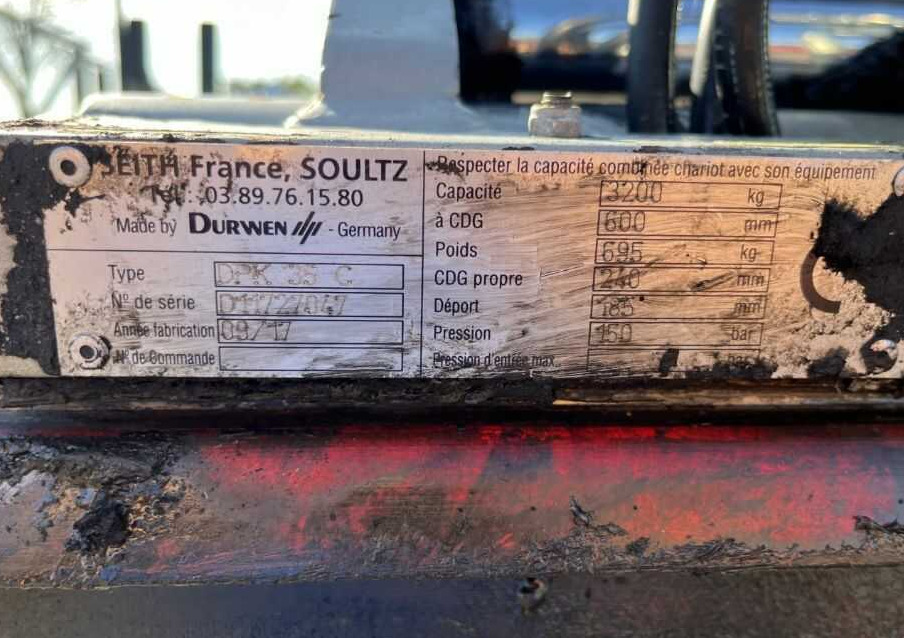 SEITH France, SOULTZ
Tél.: 03.89.76.15.80
Made by DURWEN - Germany
Type DPK 35 C
N° de série
Année fabrication 09/17
N° de Commande
Respecter la capacité combinée chariot avec son équipement
Capacité 3200 kg
à CDG 600 mm
Poids 695 kg
CDG propre 240 mm
Déport 185 mm
Pression 150 bar
Pression d'entrée max.